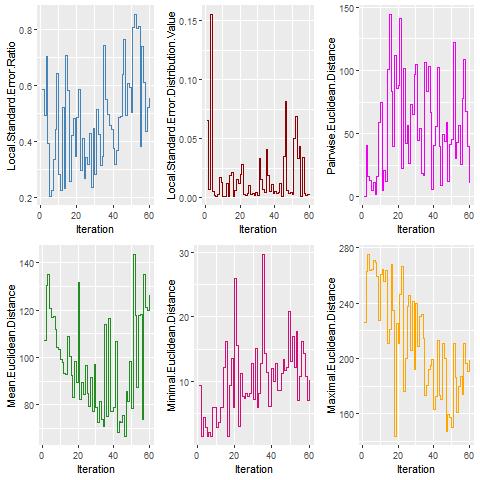 Local.Standard.Error.Ratio
0.8
0.6
0.4
0.2
0 20 40 60
Iteration
Local.Standard.Error.Distribution.Value
0.15
0.10
0.05
0.00
0 20 40 60
Iteration
Pairwise.Euclidean.Distance
150
100
50
0
0 20 40 60
Iteration
Mean.Euclidean.Distance
140
120
100
80
0 20 40 60
Iteration
Minimal.Euclidean.Distance
30
20
10
0 20 40 60
Iteration
Maximal.Euclidean.Distance
280
240
200
160
0 20 40 60
Iteration